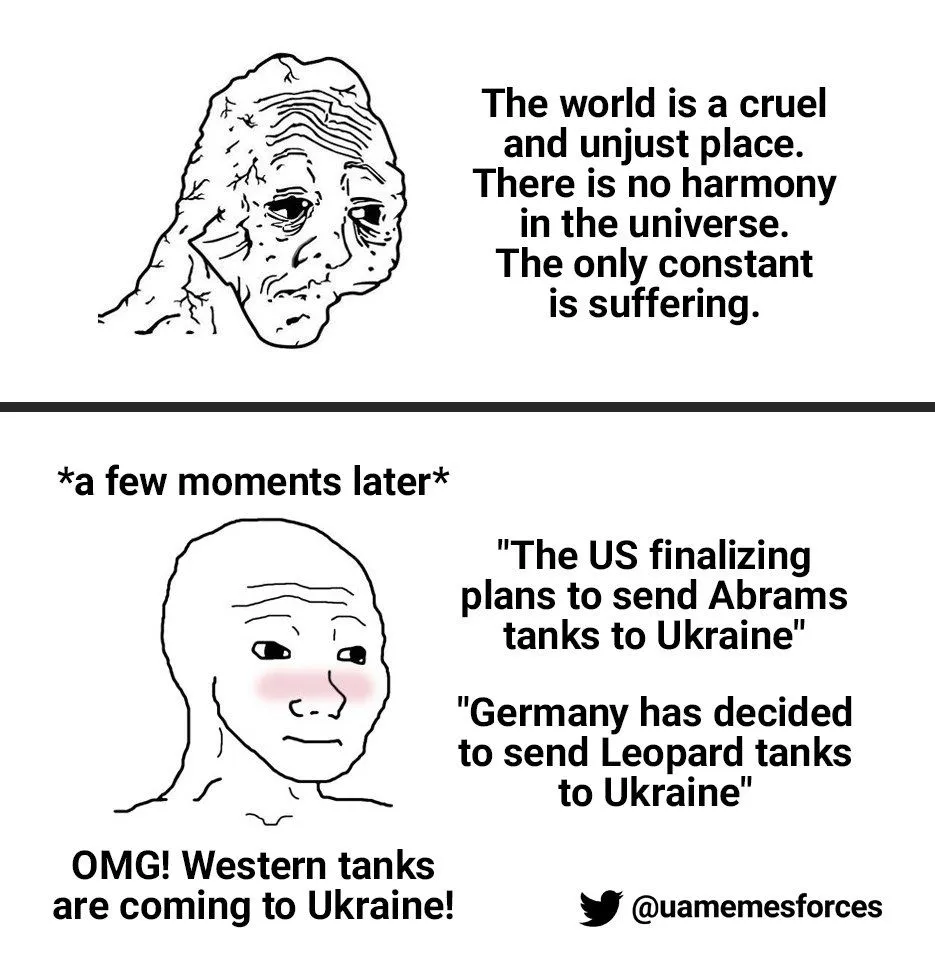 The world is a cruel
and unjust place.
There is no harmony
in the universe.
The only constant
is suffering.
*a few moments later*
"The US finalizing
plans to send Abrams
tanks to Ukraine"
"Germany has decided
to send Leopard tanks
to Ukraine"
OMG! Western tanks
are coming to Ukraine!
@uamemesforces